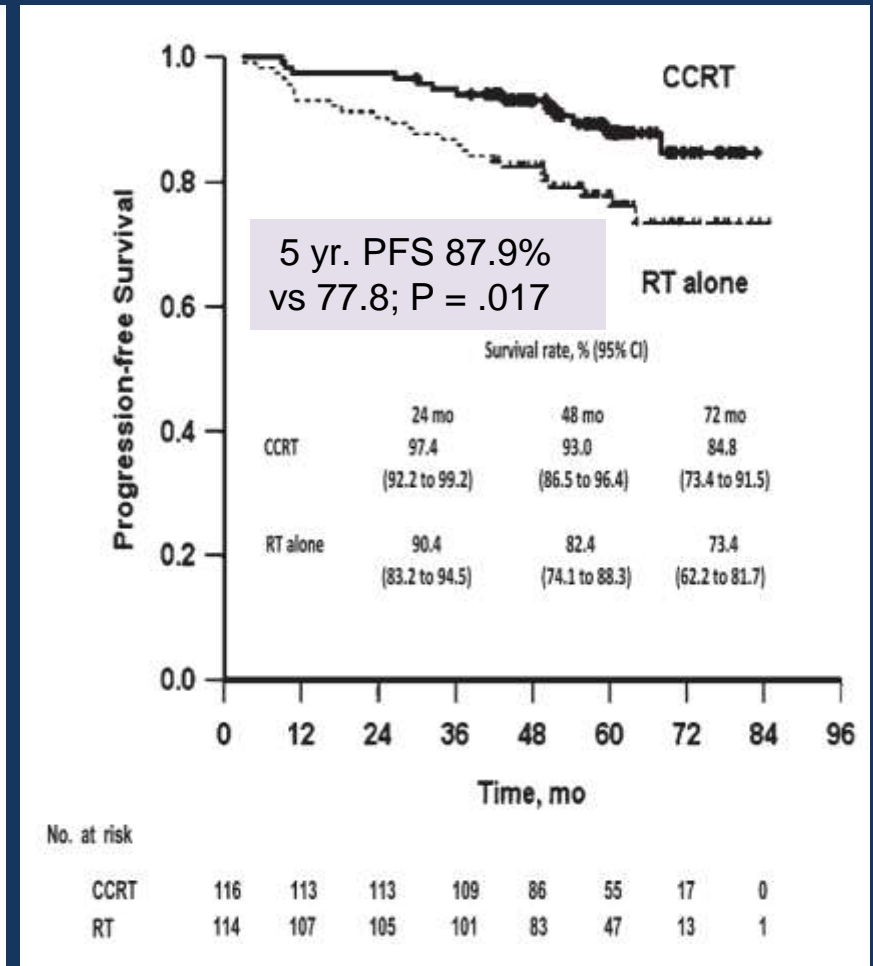 Progression-free Survival
1.0
0.8
0.6
0.4
0.2
0.0
CCRT
RT alone
5 yr. PFS 87.9%
vs 77.8; P = .017
Survival rate, % (95% CI)
24 mo 48 mo 72 mo
CCRT 97.4 93.0 84.8
(92.2 to 99.2) (86.5 to 96.4) (73.4 to 91.5)
RT alone 90.4 82.4 73.4
(83.2 to 94.5) (74.1 to 88.3) (62.2 to 81.7)
0 12 24 36 48 60 72 84 96
Time, mo
No. at risk
CCRT 116 113 113 109 86 55 17 0
RT 114 107 105 101 83 47 13 1